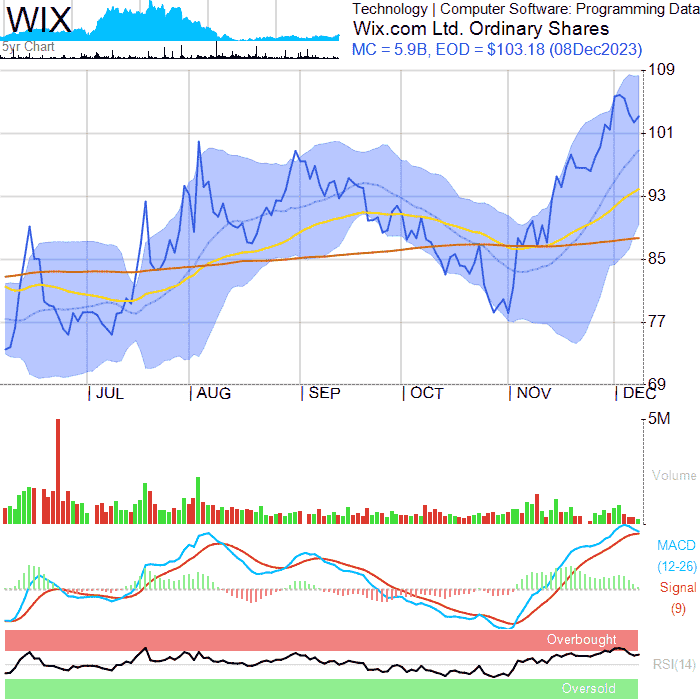 WIX
5yr Chart
Technology | Computer Software: Programming Data
Wix.com Ltd. Ordinary Shares
MC = 5.9B, EOD = $103.18 (08Dec2023)
109
101
93
85
77
69
JUL AUG SEP OCT NOV DEC
5M
Volume
MACD
(12-26)
Signal
(9)
Overbought
RSI(14)
Oversold